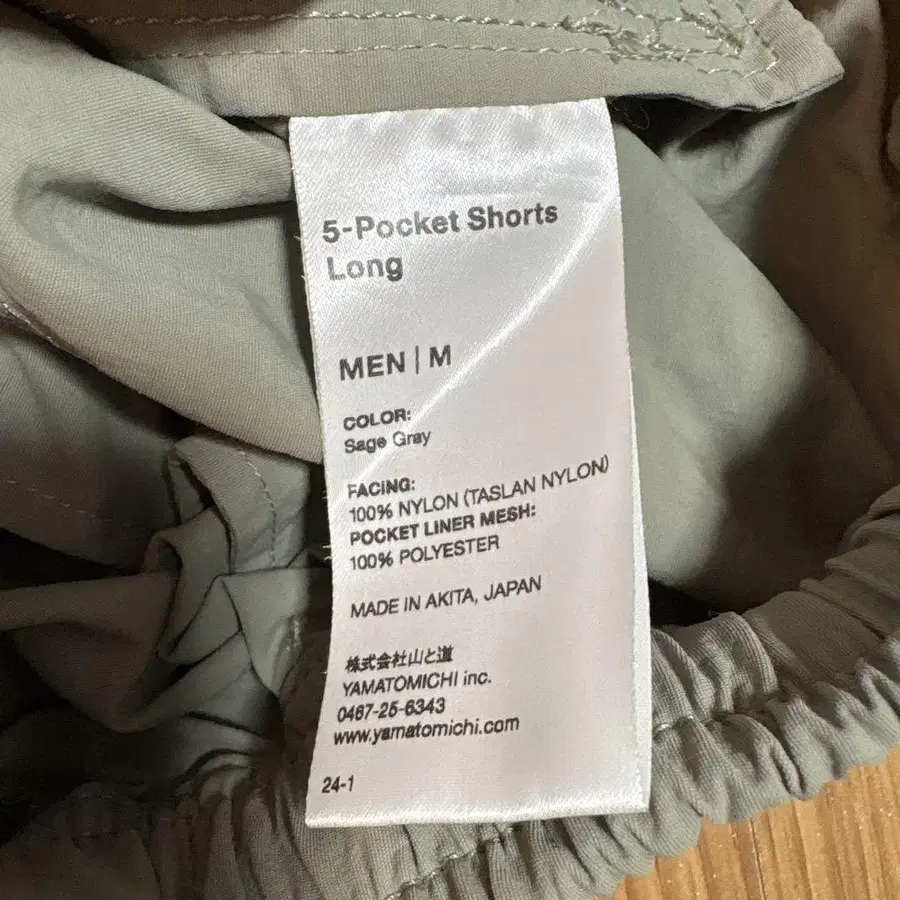 5-Pocket Shorts
Long
MEN | M
COLOR:
Sage Gray
FACING:
100% NYLON (TASLAN NYLON)
POCKET LINER MESH:
100% POLYESTER
MADE IN AKITA, JAPAN
株式会社山と道
YAMATOMICHI inc.
0467-25-6343
www.yamatomichi.com
24-1